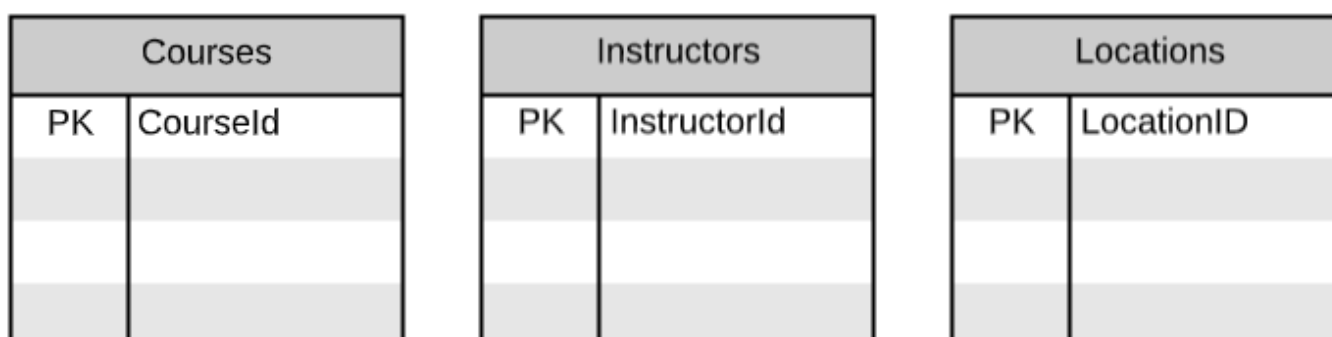 Courses
PK CourseId
Instructors
PK InstructorId
Locations
PK LocationID